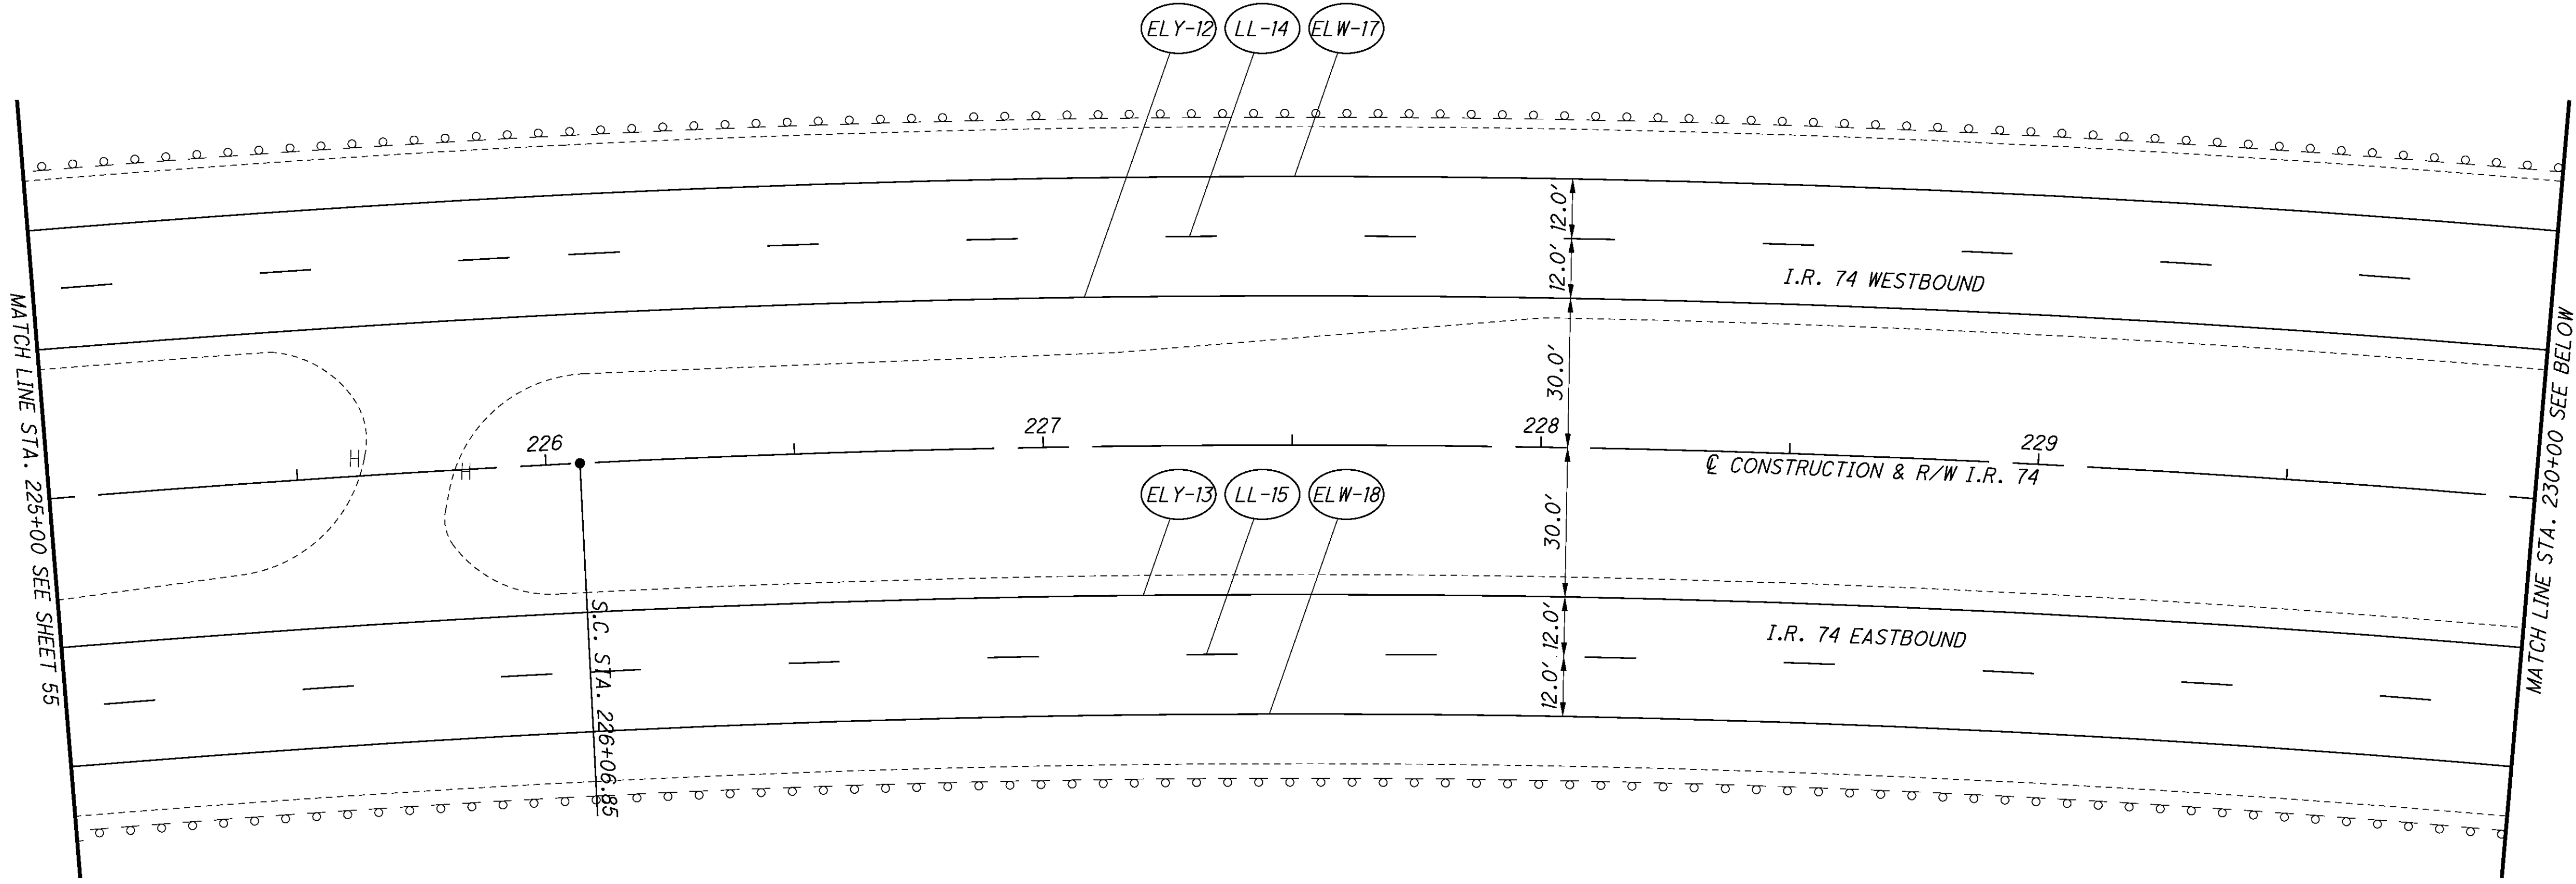 ELY-12 LL-14 ELW-17
12.0'
12.0'
I.R. 74 WESTBOUND
MATCH LINE STA. 225+00 SEE SHEET 55
30.0'
226
227
228
229
℄ CONSTRUCTION & R/W I.R. 74
H
H
ELY-13 LL-15 ELW-18
30.0'
MATCH LINE STA. 230+00 SEE BELOW
S.C. STA. 226+06.85
12.0'
I.R. 74 EASTBOUND
12.0'